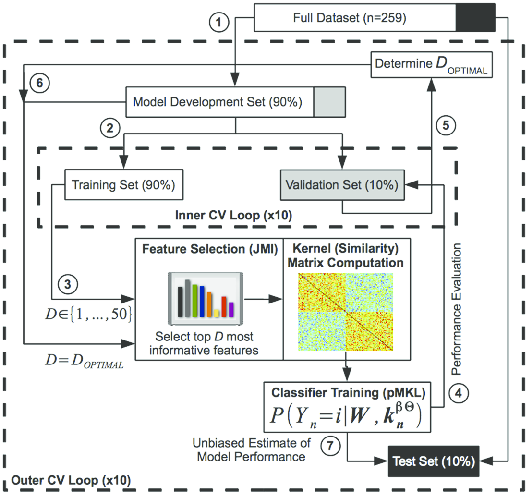 1
Full Dataset (n=259)
6
Determine D_OPTIMAL
Model Development Set (90%)
2
5
Training Set (90%)
Validation Set (10%)
Inner CV Loop (x10)
Feature Selection (JMI)
Kernel (Similarity)
Matrix Computation
3
D∈{1, ...,50}
Select top D most
informative features
D=D_OPTIMAL
Performance Evaluation
4
Classifier Training (pMKL)
P(Y_n=i|W, k_n^βΘ)
Unbiased Estimate of
Model Performance
7
Test Set (10%)
Outer CV Loop (x10)